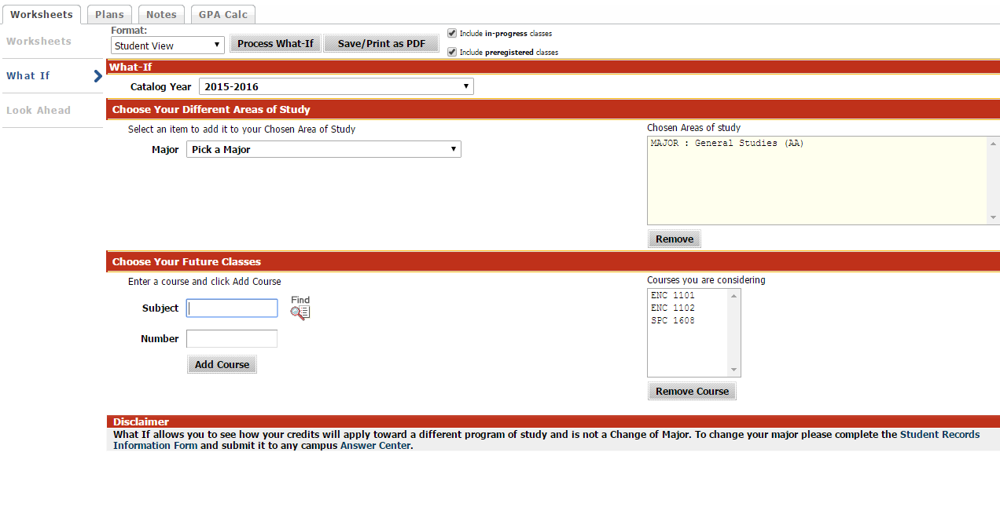 Worksheets Plans Notes GPA Calc
Worksheets
What If
Look Ahead
Format:
Student View
Process What-If
Save/Print as PDF
Include in-progress classes
Include preregistered classes
What-If
Catalog Year 2015-2016
Choose Your Different Areas of Study
Select an item to add it to your Chosen Area of Study
Major Pick a Major
Chosen Areas of study
MAJOR : General Studies (AA)
Remove
Choose Your Future Classes
Enter a course and click Add Course
Subject
Find
Number
Add Course
Courses you are considering
ENC 1101
ENC 1102
SPC 1608
Remove Course
Disclaimer
What If allows you to see how your credits will apply toward a different program of study and is not a Change of Major. To change your major please complete the Student Records
Information Form and submit it to any campus Answer Center.